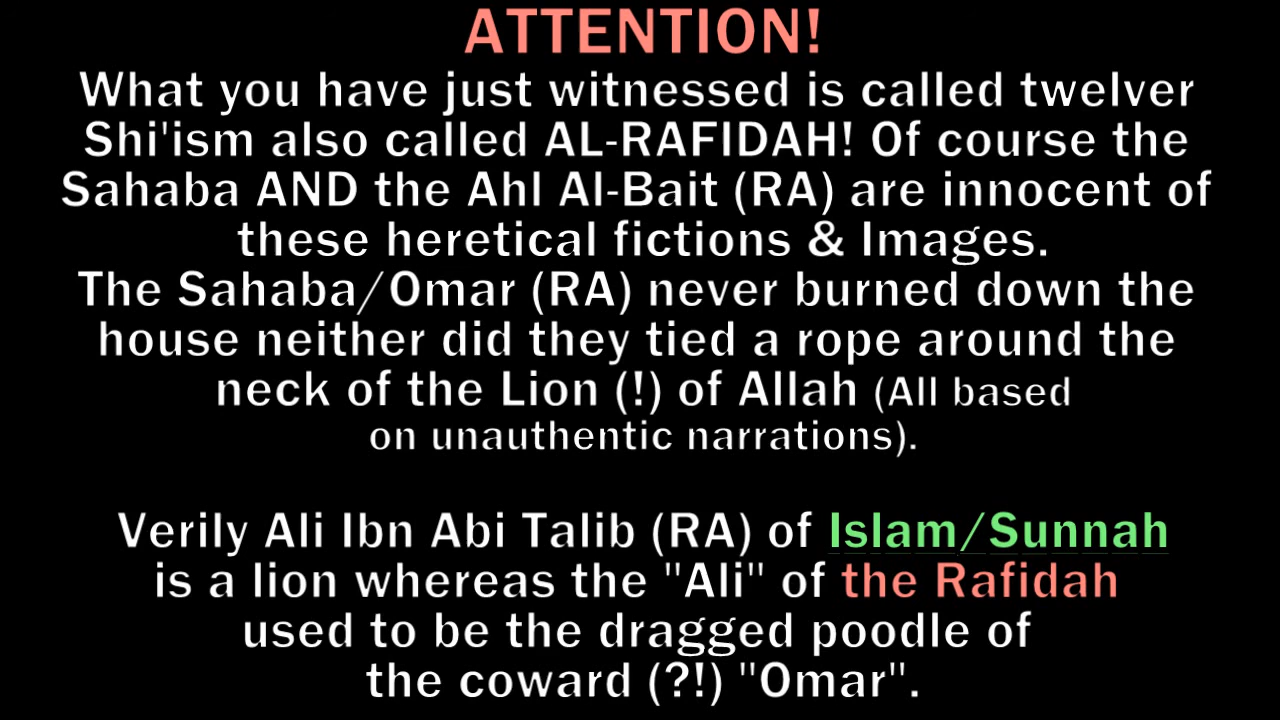 ATTENTION!
What you have just witnessed is called twelver
Shi'ism also called AL-RAFIDAH! Of course the
Sahaba AND the Ahl Al-Bait (RA) are innocent of
these heretical fictions & Images.
The Sahaba/Omar (RA) never burned down the
house neither did they tied a rope around the
neck of the Lion (!) of Allah (All based
on unauthentic narrations).
Verily Ali Ibn Abi Talib (RA) of Islam/Sunnah
is a lion whereas the "Ali" of the Rafidah
used to be the dragged poodle of
the coward (?!) "Omar".